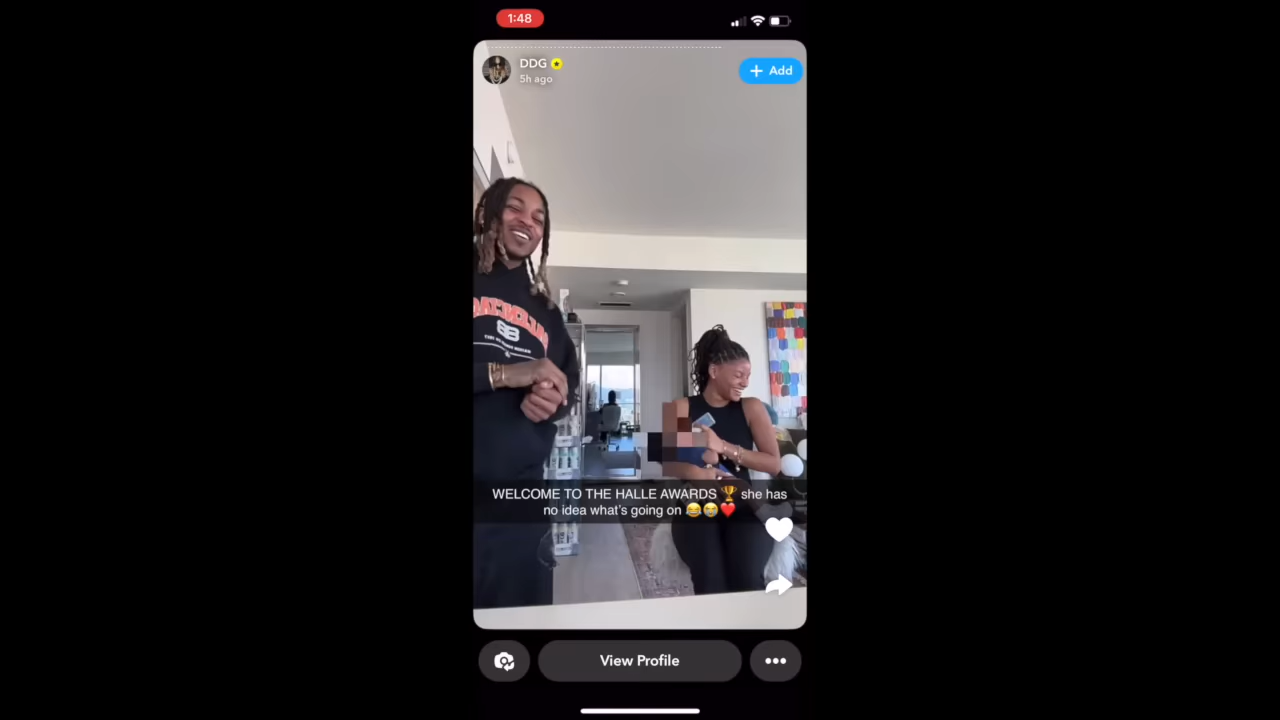 1:48
DDG
5h ago
+ Add
WELCOME TO THE HALLE AWARDS 🏆 she has
no idea what's going on 😂😭❤️
View Profile